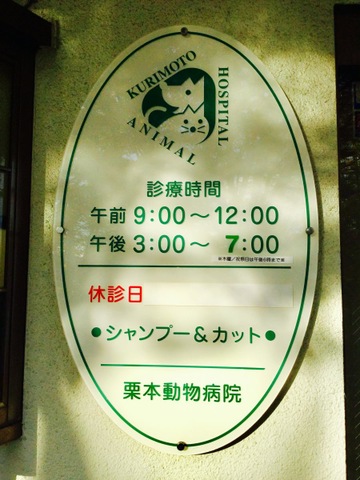 KURIMOTO
ANIMAL
HOSPITAL
診療時間
午前 9:00〜12:00
午後 3:00〜 7:00
休診日
●シャンプー&カット●
栗本動物病院